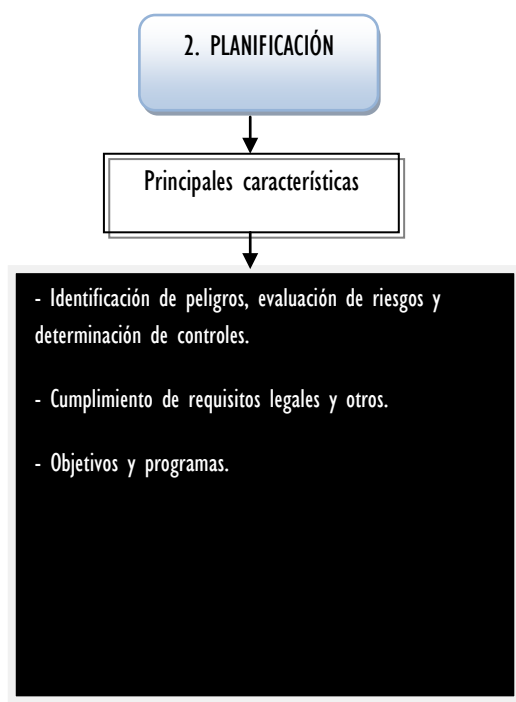 2. PLANIFICACIÓN
Principales características
- Identificación de peligros, evaluación de riesgos y
determinación de controles.
- Cumplimiento de requisitos legales y otros.
- Objetivos y programas.